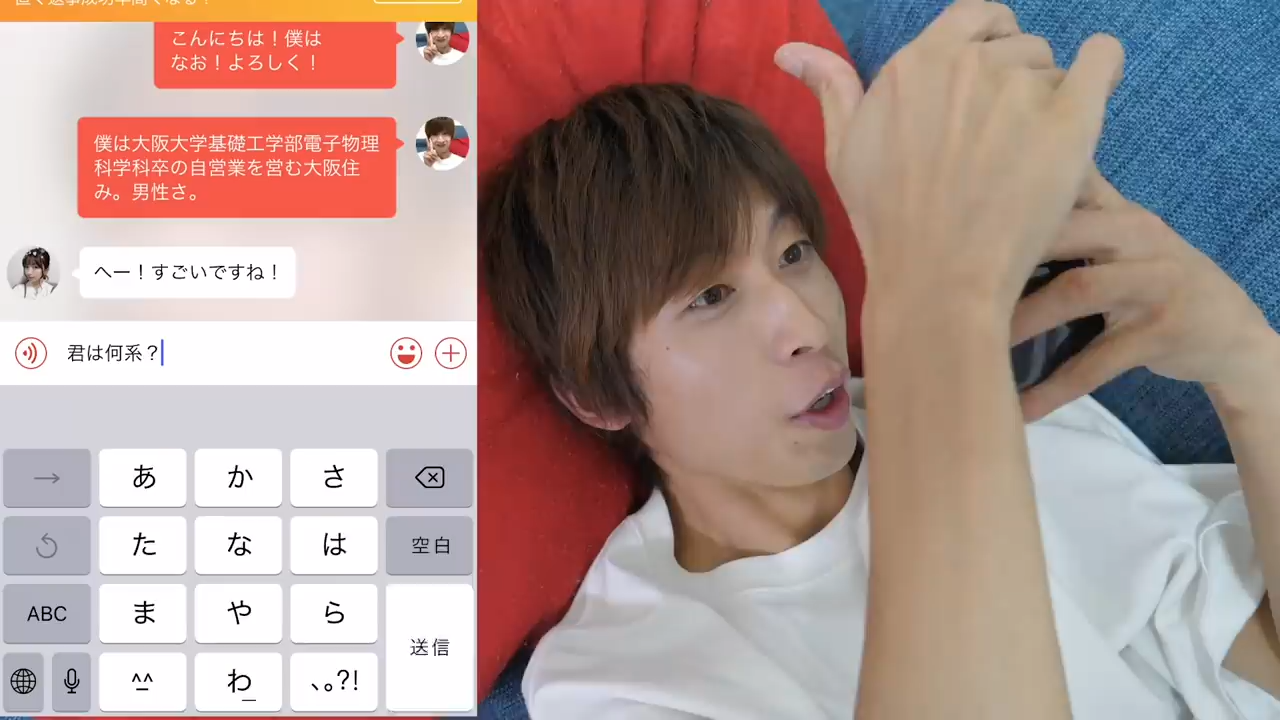 こんにちは！僕は
なお！よろしく！
僕は大阪大学基礎工学部電子物理
科学科卒の自営業を営む大阪住
み。男性さ。
へー！すごいですね！
君は何系？
→ あ か さ
た な は 空白
ABC ま や ら
送信
^^ わ_ 、。?!